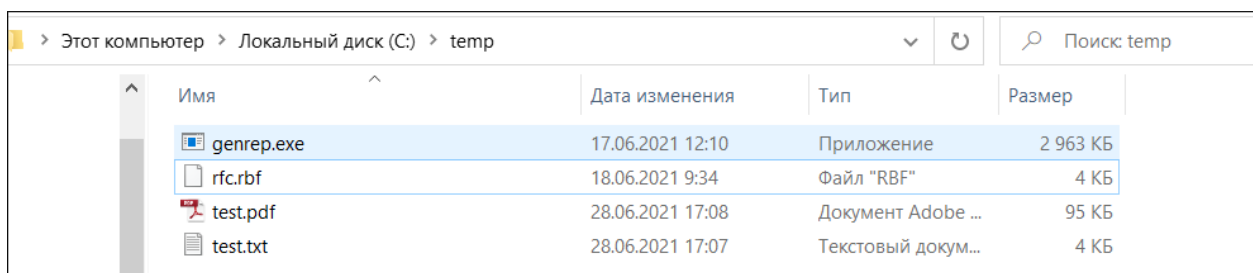 Этот компьютер > Локальный диск (C:) > temp Поиск: temp
Имя Дата изменения Тип Размер
genrep.exe 17.06.2021 12:10 Приложение 2 963 КБ
rfc.rbf 18.06.2021 9:34 Файл "RBF" 4 КБ
test.pdf 28.06.2021 17:08 Документ Adobe ... 95 КБ
test.txt 28.06.2021 17:07 Текстовый докум... 4 КБ